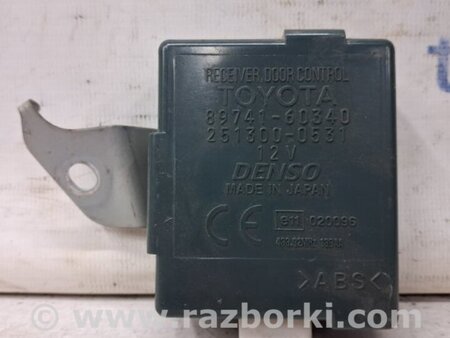 RECEIVER, DOOR CONTROL
TOYOTA
89741-60340
251300-0531
12V
DENSO
MADE IN JAPAN
CE e11 020096
>ABS<
© www.razborki.com